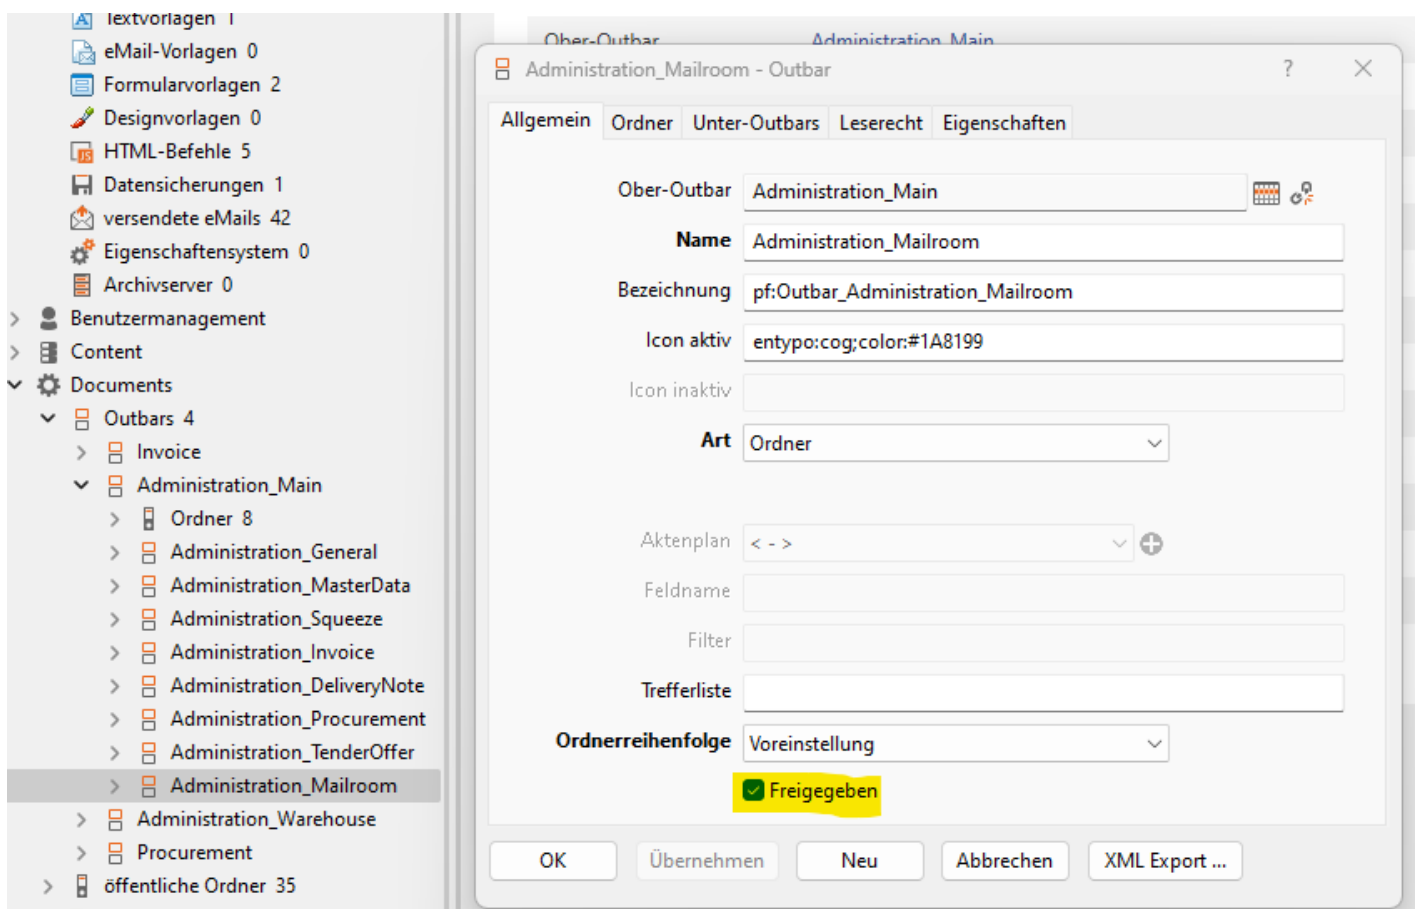 Textvorlagen 1
eMail-Vorlagen 0
Formularvorlagen 2
Designvorlagen 0
HTML-Befehle 5
Datensicherungen 1
versendete eMails 42
Eigenschaftensystem 0
Archivserver 0
Benutzermanagement
Content
Documents
Outbars 4
Invoice
Administration_Main
Ordner 8
Administration_General
Administration_MasterData
Administration_Squeeze
Administration_Invoice
Administration_DeliveryNote
Administration_Procurement
Administration_TenderOffer
Administration_Mailroom
Administration_Warehouse
Procurement
öffentliche Ordner 35
Ober-Outbar Administration_Main
Administration_Mailroom - Outbar ?
Allgemein Ordner Unter-Outbars Leserecht Eigenschaften
Ober-Outbar Administration_Main
Name Administration_Mailroom
Bezeichnung pf:Outbar_Administration_Mailroom
Icon aktiv entypo:cog;color:#1A8199
Icon inaktiv
Art Ordner
Aktenplan < - >
Feldname
Filter
Trefferliste
Ordnerreihenfolge Voreinstellung
Freigegeben
OK Übernehmen Neu Abbrechen XML Export ...